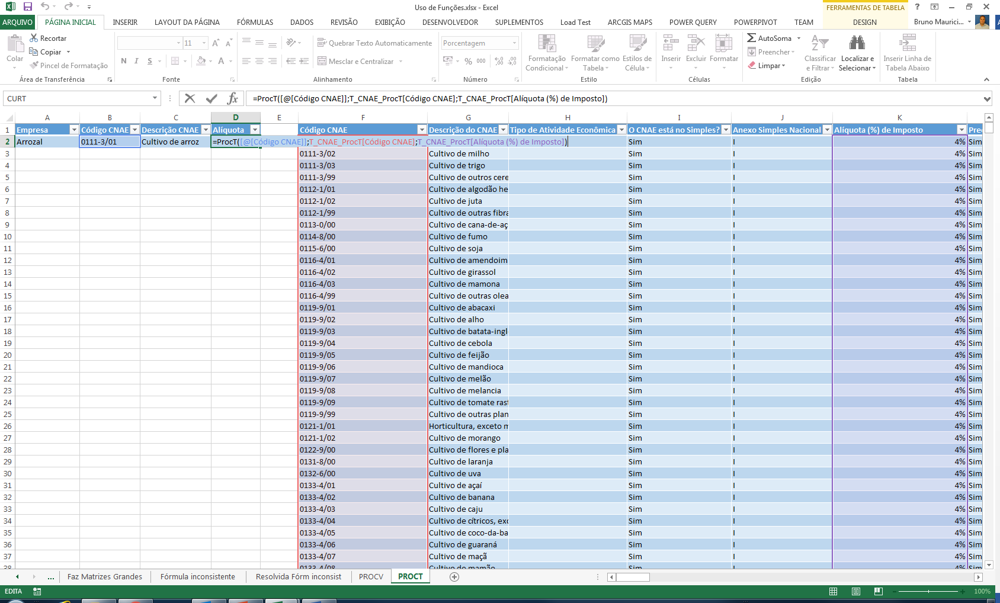 Uso de Funções.xlsx - Excel
FERRAMENTAS DE TABELA
?
ARQUIVO PÁGINA INICIAL INSERIR LAYOUT DA PÁGINA FÓRMULAS DADOS REVISÃO EXIBIÇÃO DESENVOLVEDOR SUPLEMENTOS Load Test ARCGIS MAPS POWER QUERY POWERPIVOT TEAM DESIGN Bruno Maurici...
Colar
Recortar
Copiar
Pincel de Formatação
Área de Transferência
11 A A
N I S A
Fonte
Quebrar Texto Automaticamente
Mesclar e Centralizar
Alinhamento
Porcentagem
% 000
Número
Formatação Condicional
Formatar como Tabela
Estilos de Célula
Estilo
Inserir Excluir Formatar
Células
AutoSoma
Preencher
Limpar
Classificar e Filtrar
Localizar e Selecionar
Edição
Inserir Linha de Tabela Abaixo
Tabela
CURT fx =ProcT([@[Código CNAE]];T_CNAE_ProcT[Código CNAE];T_CNAE_ProcT[Alíquota (%) de Imposto])
A B C D E F G H I J K
1 Empresa Código CNAE Descrição CNAE Alíquota Código CNAE Descrição do CNAE Tipo de Atividade Econômica O CNAE está no Simples? Anexo Simples Nacional Alíquota (%) de Imposto
2 Arrozal 0111-3/01 Cultivo de arroz =ProcT([@[Código CNAE]];T_CNAE_ProcT[Código CNAE];T_CNAE_ProcT[Alíquota (%) de Imposto]) Sim I 4% Sim
3 0111-3/02 Cultivo de milho Sim I 4% Sim
4 0111-3/03 Cultivo de trigo Sim I 4% Sim
5 0111-3/99 Cultivo de outros cere Sim I 4% Sim
6 0112-1/01 Cultivo de algodão he Sim I 4% Sim
7 0112-1/02 Cultivo de juta Sim I 4% Sim
8 0112-1/99 Cultivo de outras fibra Sim I 4% Sim
9 0113-0/00 Cultivo de cana-de-aç Sim I 4% Sim
10 0114-8/00 Cultivo de fumo Sim I 4% Sim
11 0115-6/00 Cultivo de soja Sim I 4% Sim
12 0116-4/01 Cultivo de amendoim Sim I 4% Sim
13 0116-4/02 Cultivo de girassol Sim I 4% Sim
14 0116-4/03 Cultivo de mamona Sim I 4% Sim
15 0116-4/99 Cultivo de outras olea Sim I 4% Sim
16 0119-9/01 Cultivo de abacaxi Sim I 4% Sim
17 0119-9/02 Cultivo de alho Sim I 4% Sim
18 0119-9/03 Cultivo de batata-ingl Sim I 4% Sim
19 0119-9/04 Cultivo de cebola Sim I 4% Sim
20 0119-9/05 Cultivo de feijão Sim I 4% Sim
21 0119-9/06 Cultivo de mandioca Sim I 4% Sim
22 0119-9/07 Cultivo de melão Sim I 4% Sim
23 0119-9/08 Cultivo de melancia Sim I 4% Sim
24 0119-9/09 Cultivo de tomate rast Sim I 4% Sim
25 0119-9/99 Cultivo de outras plan Sim I 4% Sim
26 0121-1/01 Horticultura, exceto m Sim I 4% Sim
27 0121-1/02 Cultivo de morango Sim I 4% Sim
28 0122-9/00 Cultivo de flores e pla Sim I 4% Sim
29 0131-8/00 Cultivo de laranja Sim I 4% Sim
30 0132-6/00 Cultivo de uva Sim I 4% Sim
31 0133-4/01 Cultivo de açaí Sim I 4% Sim
32 0133-4/02 Cultivo de banana Sim I 4% Sim
33 0133-4/03 Cultivo de caju Sim I 4% Sim
34 0133-4/04 Cultivo de cítricos, exc Sim I 4% Sim
35 0133-4/05 Cultivo de coco-da-ba Sim I 4% Sim
36 0133-4/06 Cultivo de guaraná Sim I 4% Sim
37 0133-4/07 Cultivo de maçã Sim I 4% Sim
38 0133-4/08 Cultivo de mamão Sim I 4% Sim
... Faz Matrizes Grandes Fórmula inconsistente Resolvida Fórm inconsist PROCV PROCT
EDITA 100%